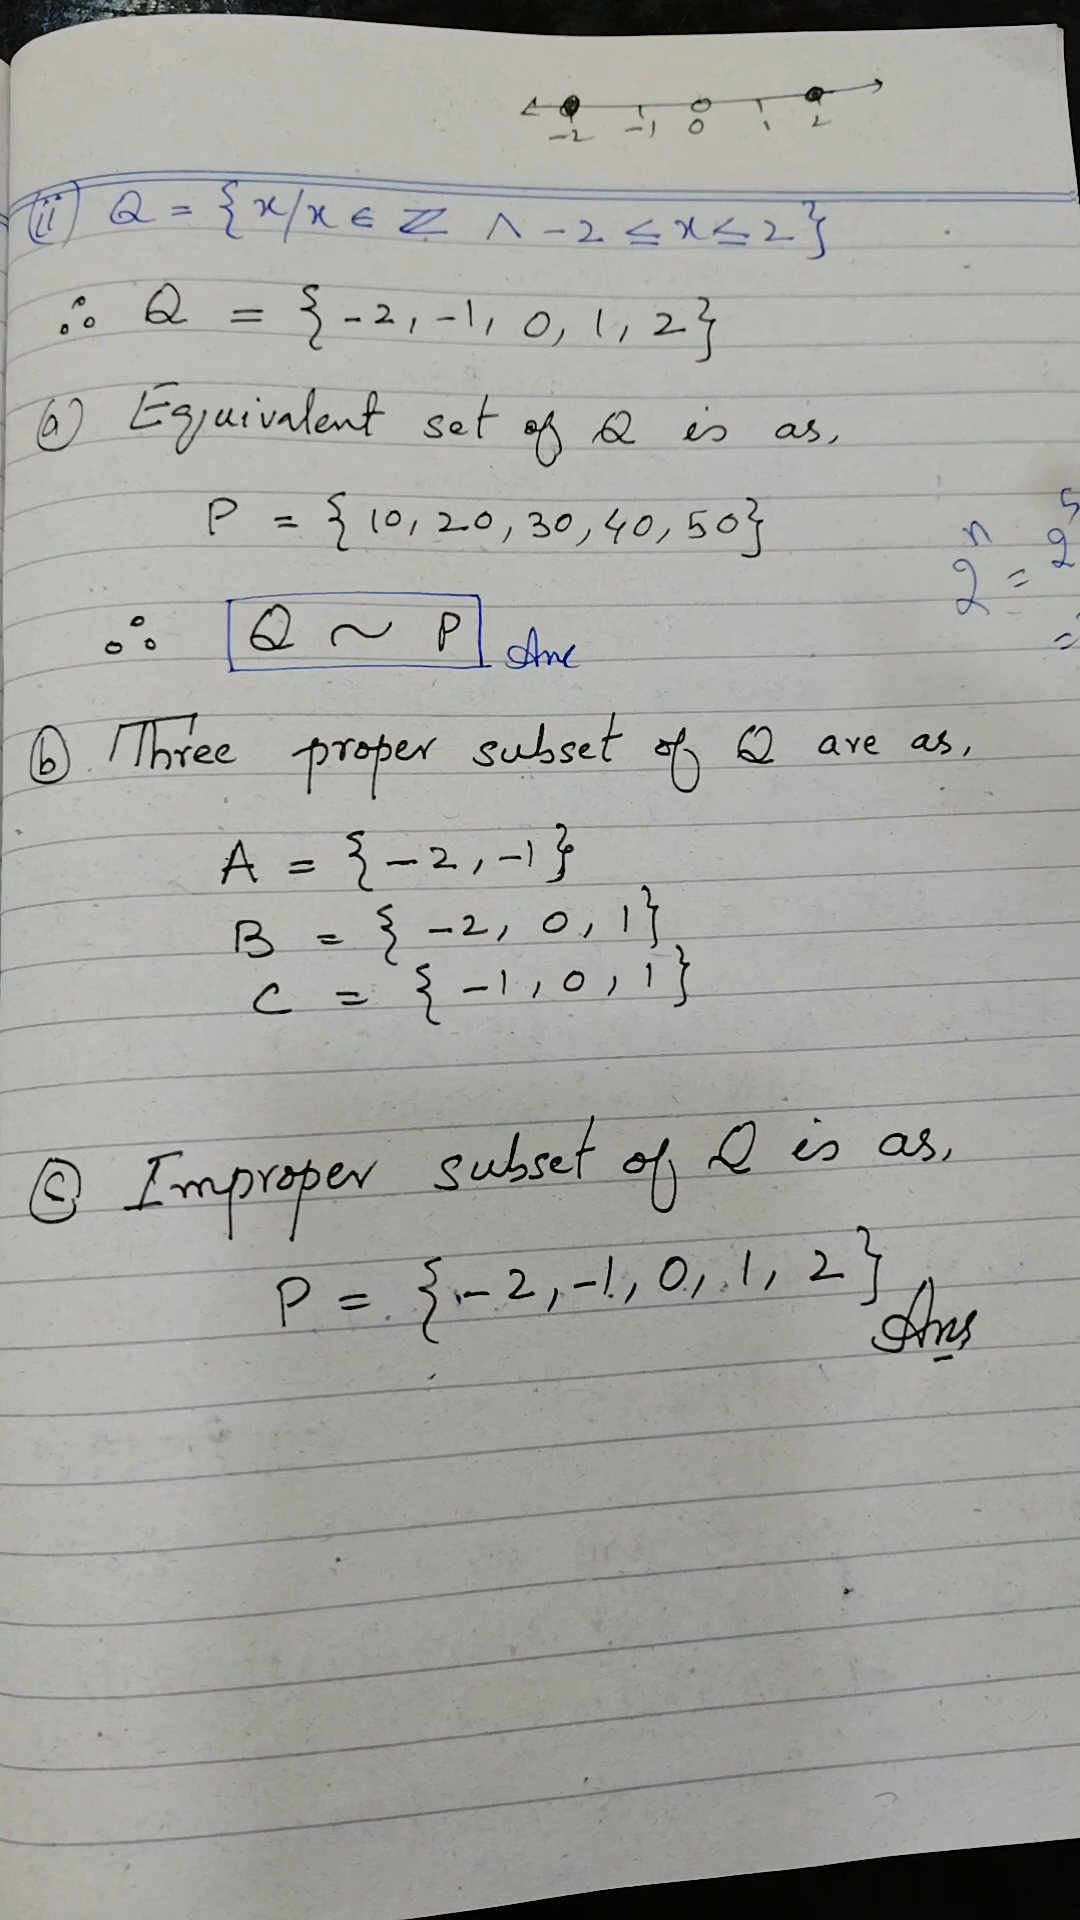 -2 -1 0 1 2
(ii) Q = {x/x ∈ ℤ ∧ -2 ≤ x ≤ 2}
∴ Q = {-2, -1, 0, 1, 2}
(a) Equivalent set of Q is as,
P = {10, 20, 30, 40, 50}
2ⁿ = 2⁵
=
∴ Q ~ P Ans
(b) Three proper subset of Q are as,
A = {-2, -1}
B = {-2, 0, 1}
C = {-1, 0, 1}
(c) Improper subset of Q is as,
P = {-2, -1, 0, 1, 2}
Ans